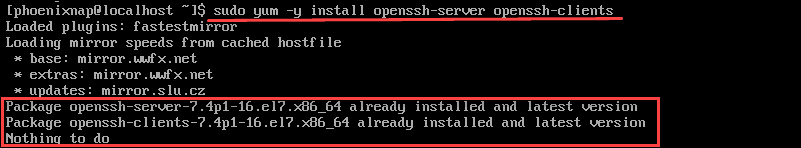 [phoenixnap@localhost ~]$ sudo yum -y install openssh-server openssh-clients
Loaded plugins: fastestmirror
Loading mirror speeds from cached hostfile
 * base: mirror.wwfx.net
 * extras: mirror.wwfx.net
 * updates: mirror.slu.cz
Package openssh-server-7.4p1-16.el7.x86_64 already installed and latest version
Package openssh-clients-7.4p1-16.el7.x86_64 already installed and latest version
Nothing to do